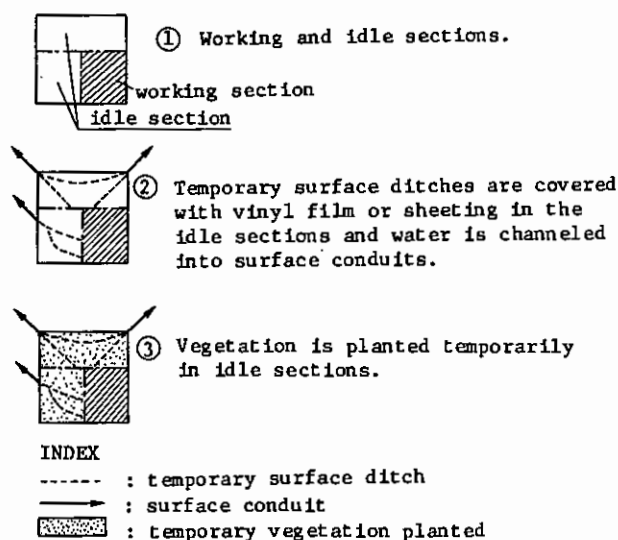 ① Working and idle sections.
working section
idle section
② Temporary surface ditches are covered
with vinyl film or sheeting in the
idle sections and water is channeled
into surface conduits.
③ Vegetation is planted temporarily
in idle sections.
INDEX
: temporary surface ditch
: surface conduit
: temporary vegetation planted